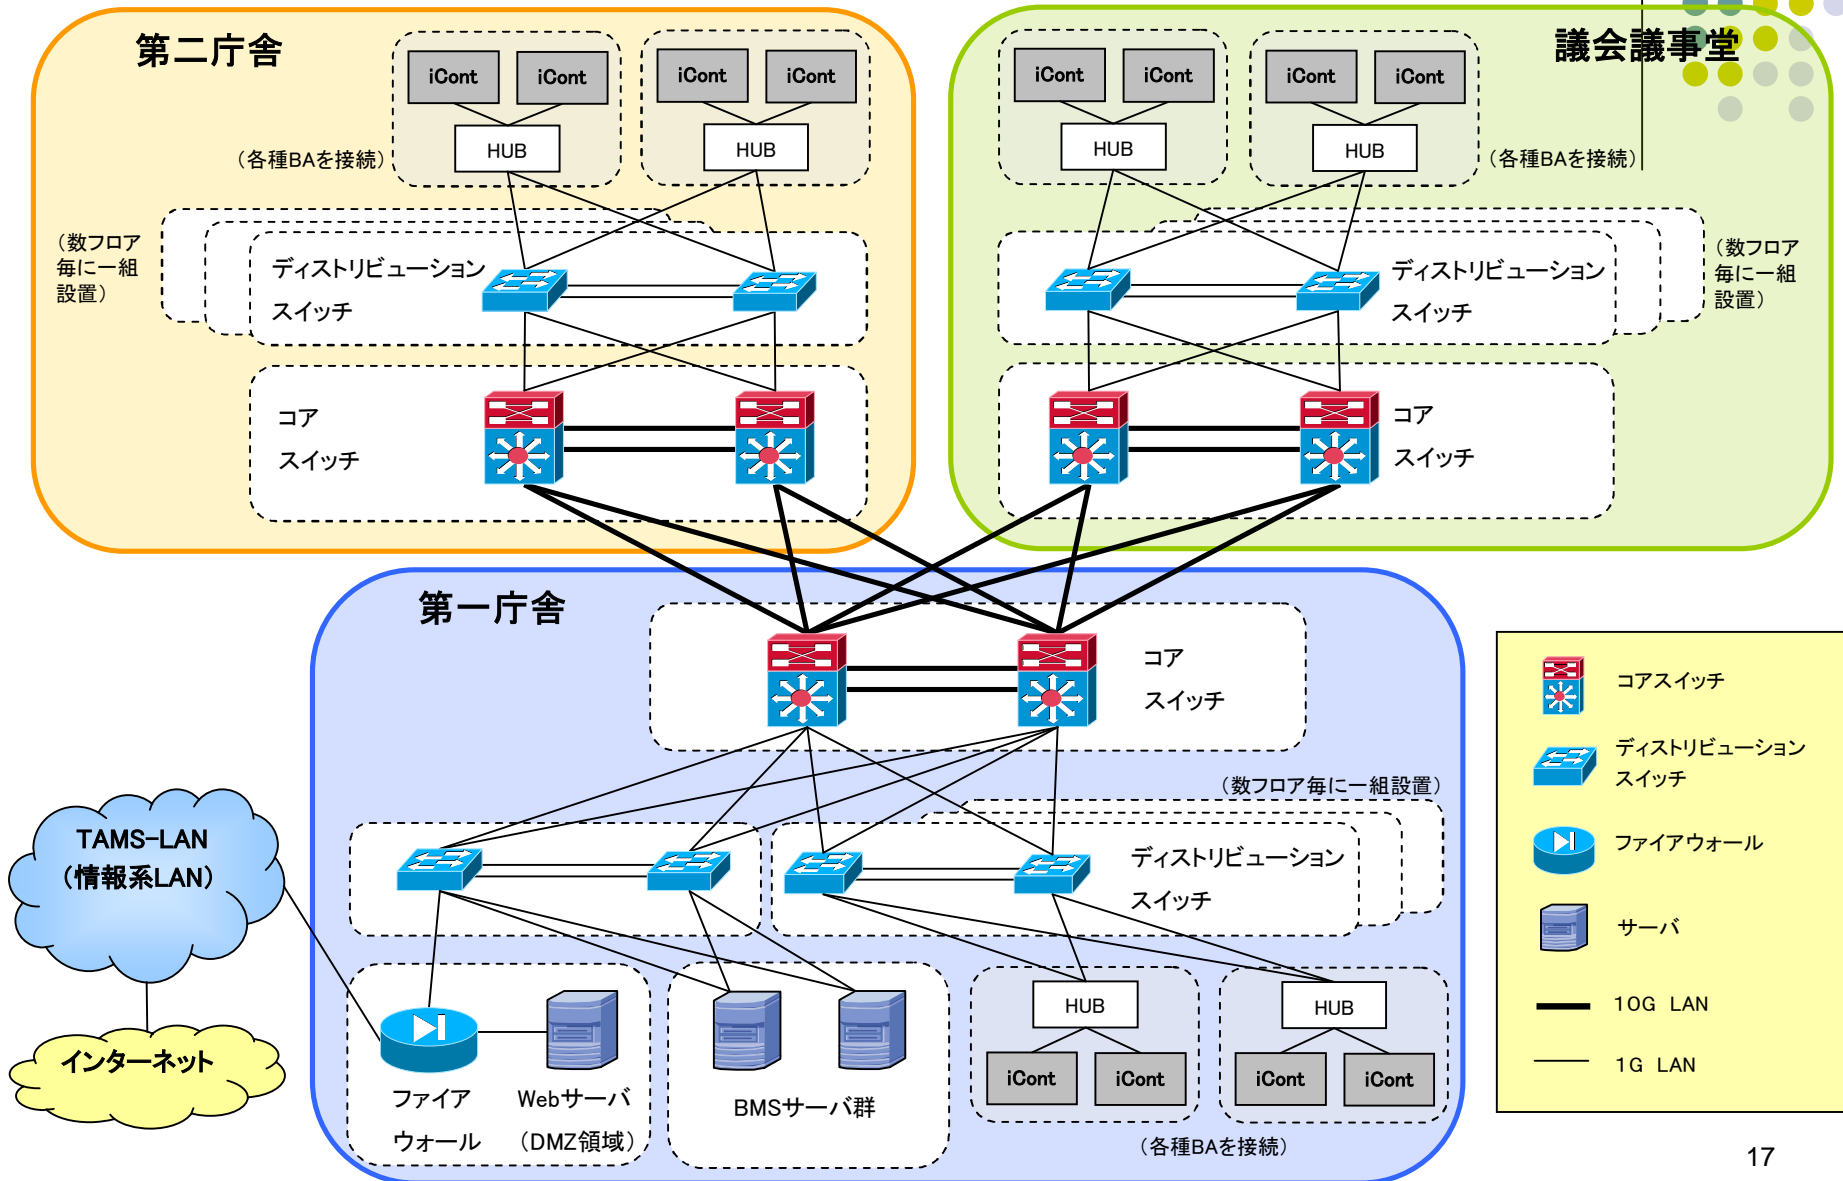 第二庁舎
iCont
iCont
iCont
iCont
HUB
HUB
（各種BAを接続）
（数フロア
毎に一組
設置）
ディストリビューション
スイッチ
コア
スイッチ
議会議事堂
iCont
iCont
iCont
iCont
HUB
HUB
（各種BAを接続）
ディストリビューション
スイッチ
（数フロア
毎に一組
設置）
コア
スイッチ
第一庁舎
コア
スイッチ
（数フロア毎に一組設置）
ディストリビューション
スイッチ
TAMS-LAN
（情報系LAN）
インターネット
ファイア
ウォール
Webサーバ
（DMZ領域）
BMSサーバ群
HUB
HUB
iCont
iCont
iCont
iCont
（各種BAを接続）
コアスイッチ
ディストリビューション
スイッチ
ファイアウォール
サーバ
10G LAN
1G LAN
17